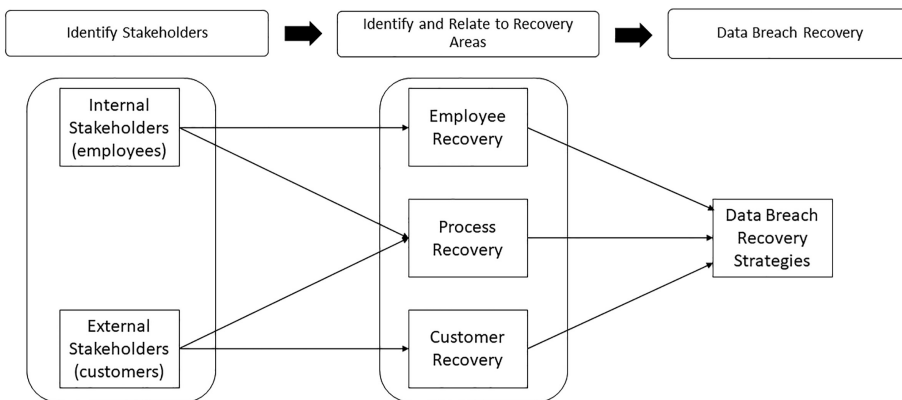 Identify Stakeholders
Identify and Relate to Recovery
Areas
Data Breach Recovery
Internal
Stakeholders
(employees)
Employee
Recovery
Process
Recovery
Data Breach
Recovery
Strategies
External
Stakeholders
(customers)
Customer
Recovery